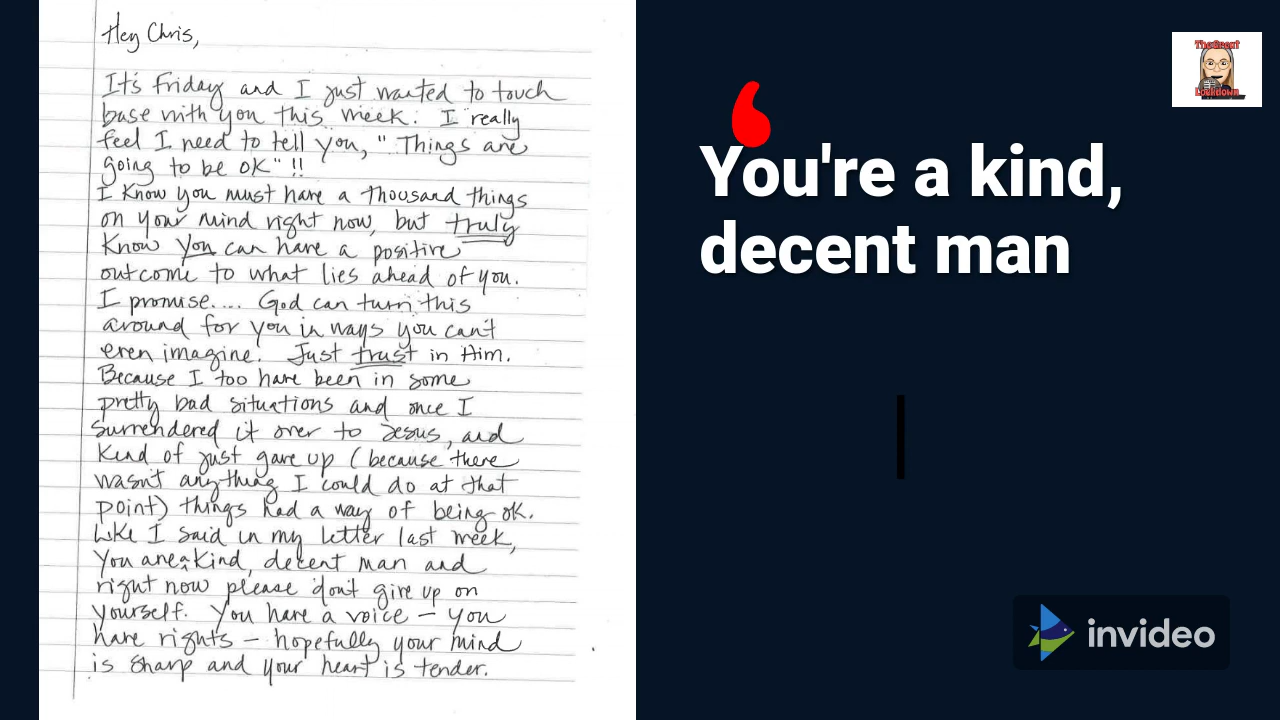 Hey Chris,
It's Friday and I just wanted to touch
base with you this week. I really
feel I need to tell you, " Things are
going to be OK" !!
I know you must have a thousand things
on your mind right now, but truly
know you can have a positive
outcome to what lies ahead of you.
I promise.... God can turn this
around for you in ways you can't
even imagine. Just trust in Him.
Because I too have been in some
pretty bad situations and once I
surrendered it over to Jesus, and
kind of just gave up (because there
wasn't anything I could do at that
point) things had a way of being ok.
Like I said in my letter last week,
You are a kind, decent man and
right now please don't give up on
yourself. You have a voice – you
have rights – hopefully your mind
is sharp and your heart is tender.
You're a kind,
decent man
TheGreat
Lockdown
invideo